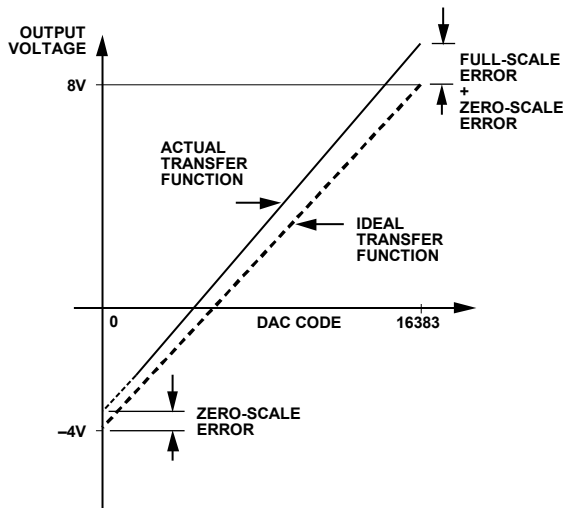 OUTPUT
VOLTAGE
8V
FULL-SCALE
ERROR
+
ZERO-SCALE
ERROR
ACTUAL
TRANSFER
FUNCTION
IDEAL
TRANSFER
FUNCTION
0
DAC CODE
16383
ZERO-SCALE
ERROR
–4V